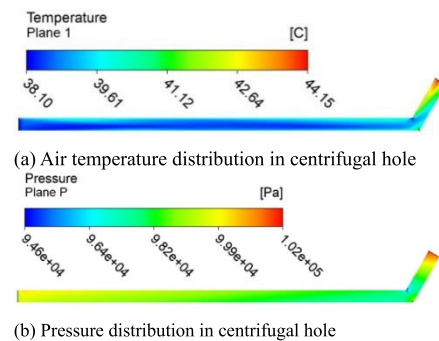 Temperature
Plane 1
[C]
38.10
39.61
41.12
42.64
44.15
(a) Air temperature distribution in centrifugal hole
Pressure
Plane P
[Pa]
9.46e+04
9.64e+04
9.82e+04
9.99e+04
1.02e+05
(b) Pressure distribution in centrifugal hole